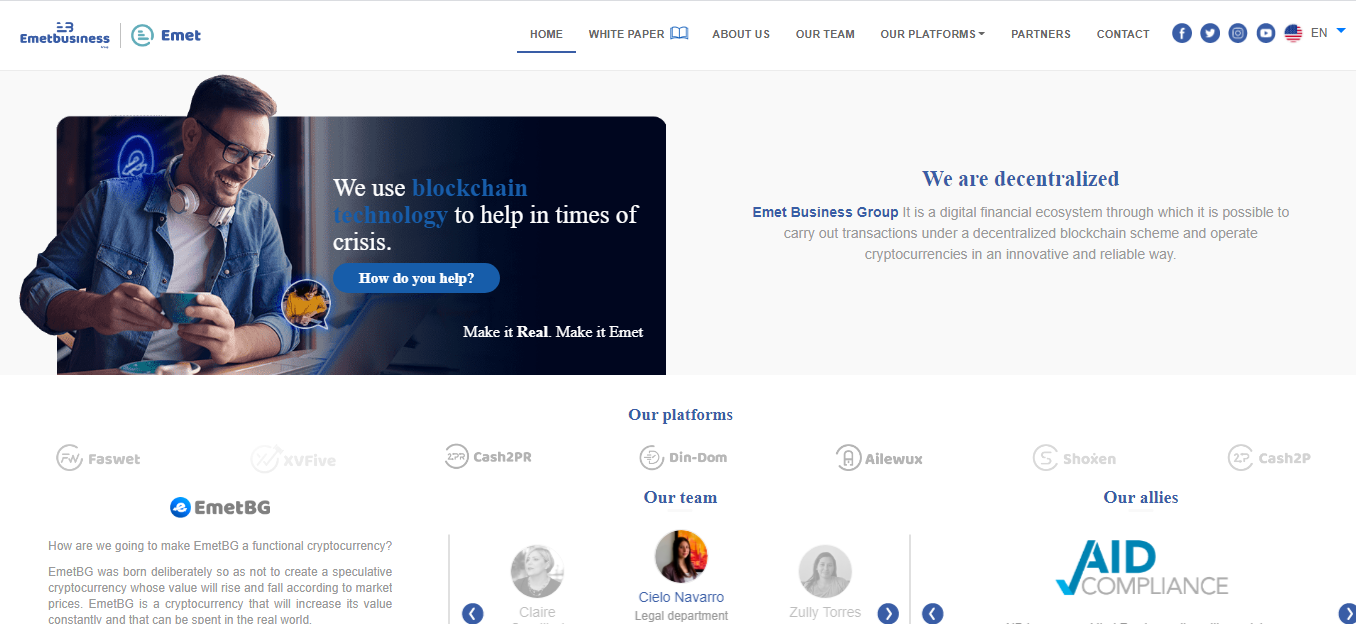 Emetbusiness
Emet
HOME WHITE PAPER ABOUT US OUR TEAM OUR PLATFORMS PARTNERS CONTACT EN
We use blockchain
technology to help in times of
crisis.
How do you help?
Make it Real. Make it Emet
We are decentralized
Emet Business Group It is a digital financial ecosystem through which it is possible to
carry out transactions under a decentralized blockchain scheme and operate
cryptocurrencies in an innovative and reliable way.
Our platforms
FW Faswet XVFive 2PR Cash2PR Din-Dom Ailewux Shoxen 2P Cash2P
EmetBG
How are we going to make EmetBG a functional cryptocurrency?
EmetBG was born deliberately so as not to create a speculative
cryptocurrency whose value will rise and fall according to market
prices. EmetBG is a cryptocurrency that will increase its value
constantly and that can be spent in the real world.
Our team
Claire
Cielo Navarro
Legal department
Zully Torres
Our allies
AID
COMPLIANCE